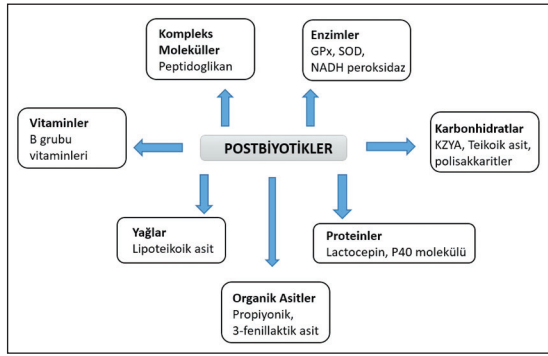 Kompleks
Moleküller
Peptidoglikan
Enzimler
GPx, SOD,
NADH peroksidaz
Vitaminler
B grubu
vitaminleri
POSTBİYOTİKLER
Karbonhidratlar
KZYA, Teikoik asit,
polisakkaritler
Yağlar
Lipoteikoik asit
Proteinler
Lactocepin, P40 molekülü
Organik Asitler
Propiyonik,
3-fenillaktik asit